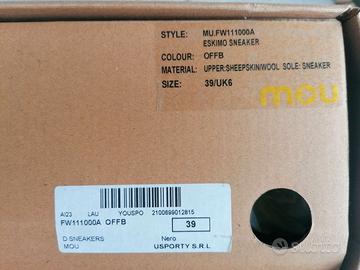 STYLE: MU.FW111000A
ESKIMO SNEAKER
COLOUR: OFFB
MATERIAL: UPPER:SHEEPSKIN/WOOL SOLE: SNEAKER
SIZE: 39/UK6
mou
AI23 LAU YOUSPO 2100699012815
FW111000A OFFB 39
D SNEAKERS Nero
MOU USPORTY S.R.L
subito